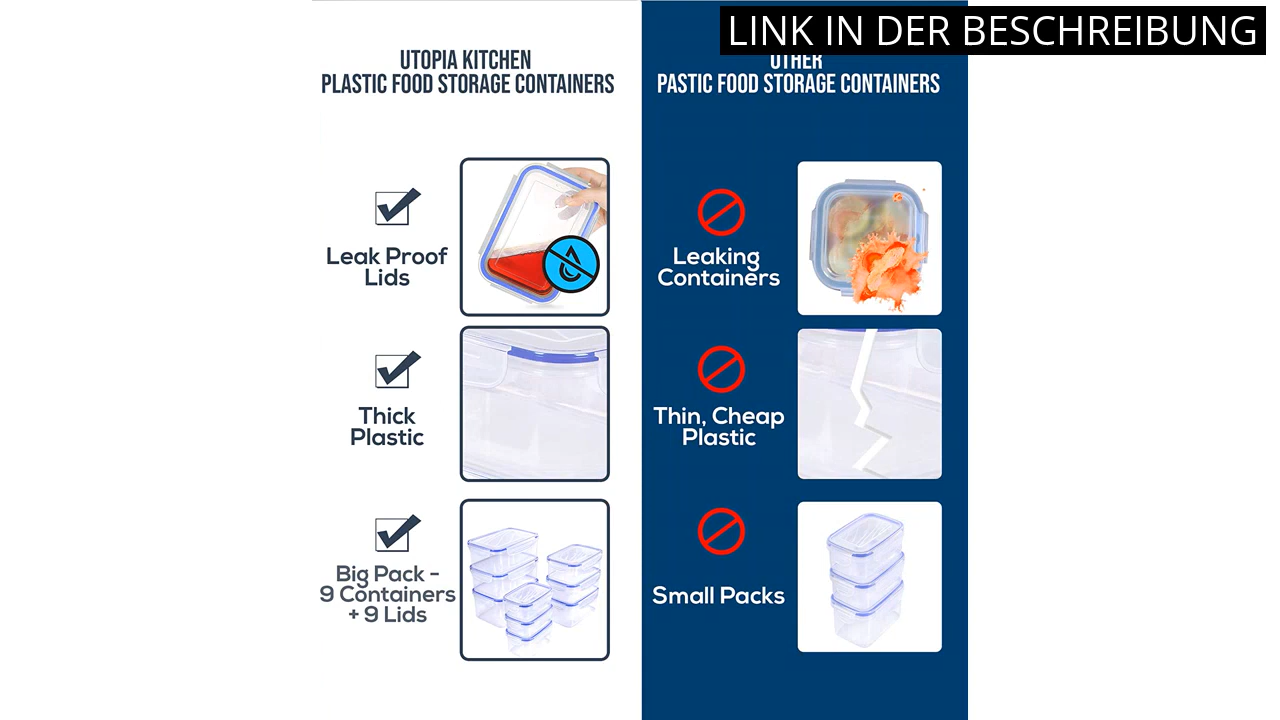 LINK IN DER BESCHREIBUNG
UTOPIA KITCHEN
PLASTIC FOOD STORAGE CONTAINERS
OTHER
PASTIC FOOD STORAGE CONTAINERS
Leak Proof
Lids
Leaking
Containers
Thick
Plastic
Thin, Cheap
Plastic
Big Pack -
9 Containers
+ 9 Lids
Small Packs